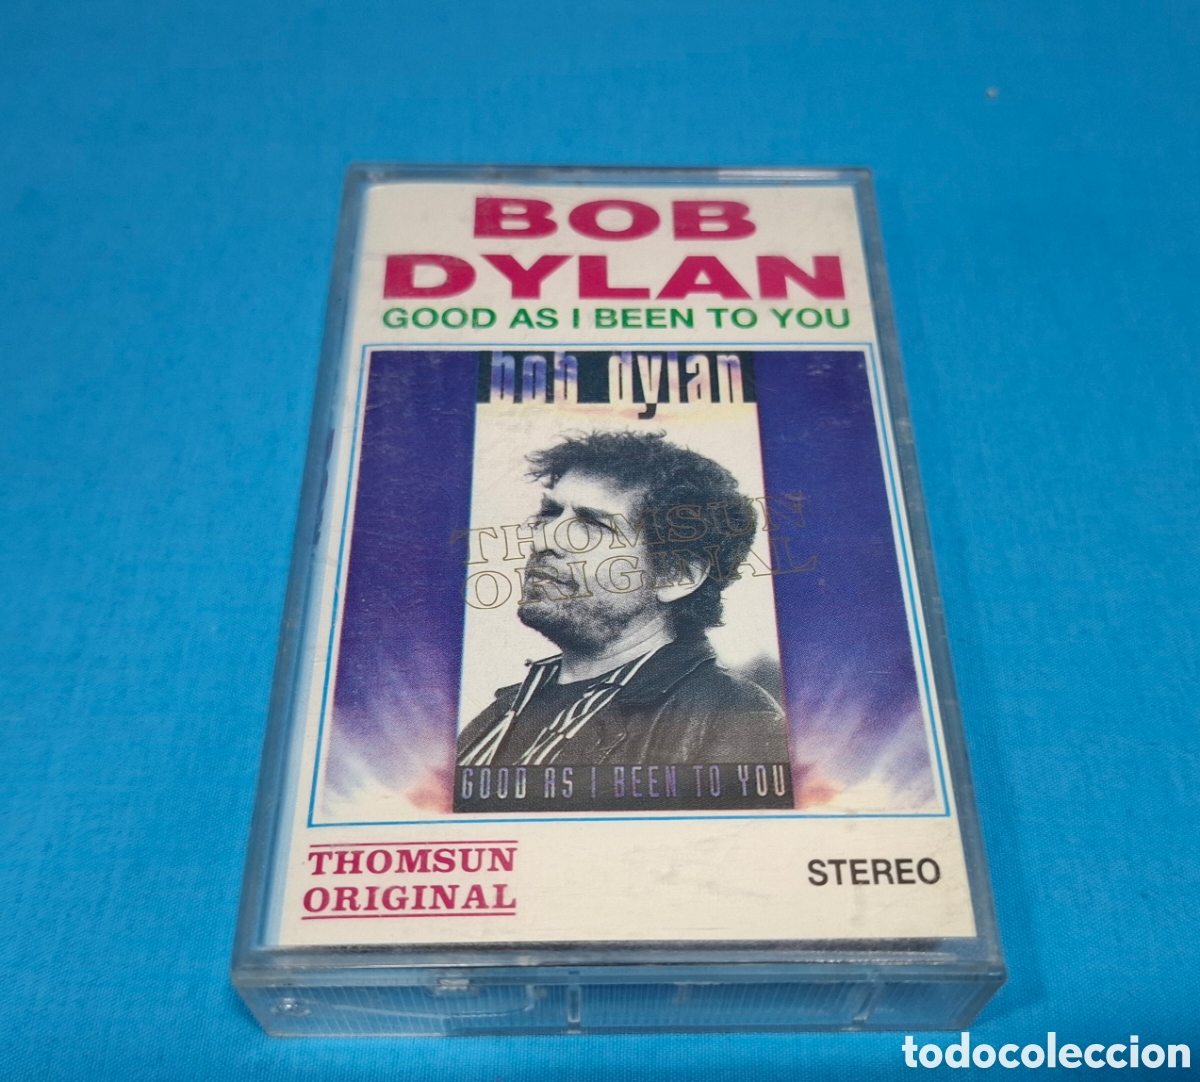 BOB
DYLAN
GOOD AS I BEEN TO YOU
bob dylan
THOMSUN
ORIGINAL
GOOD AS I BEEN TO YOU
THOMSUN
ORIGINAL
STEREO
todocoleccion